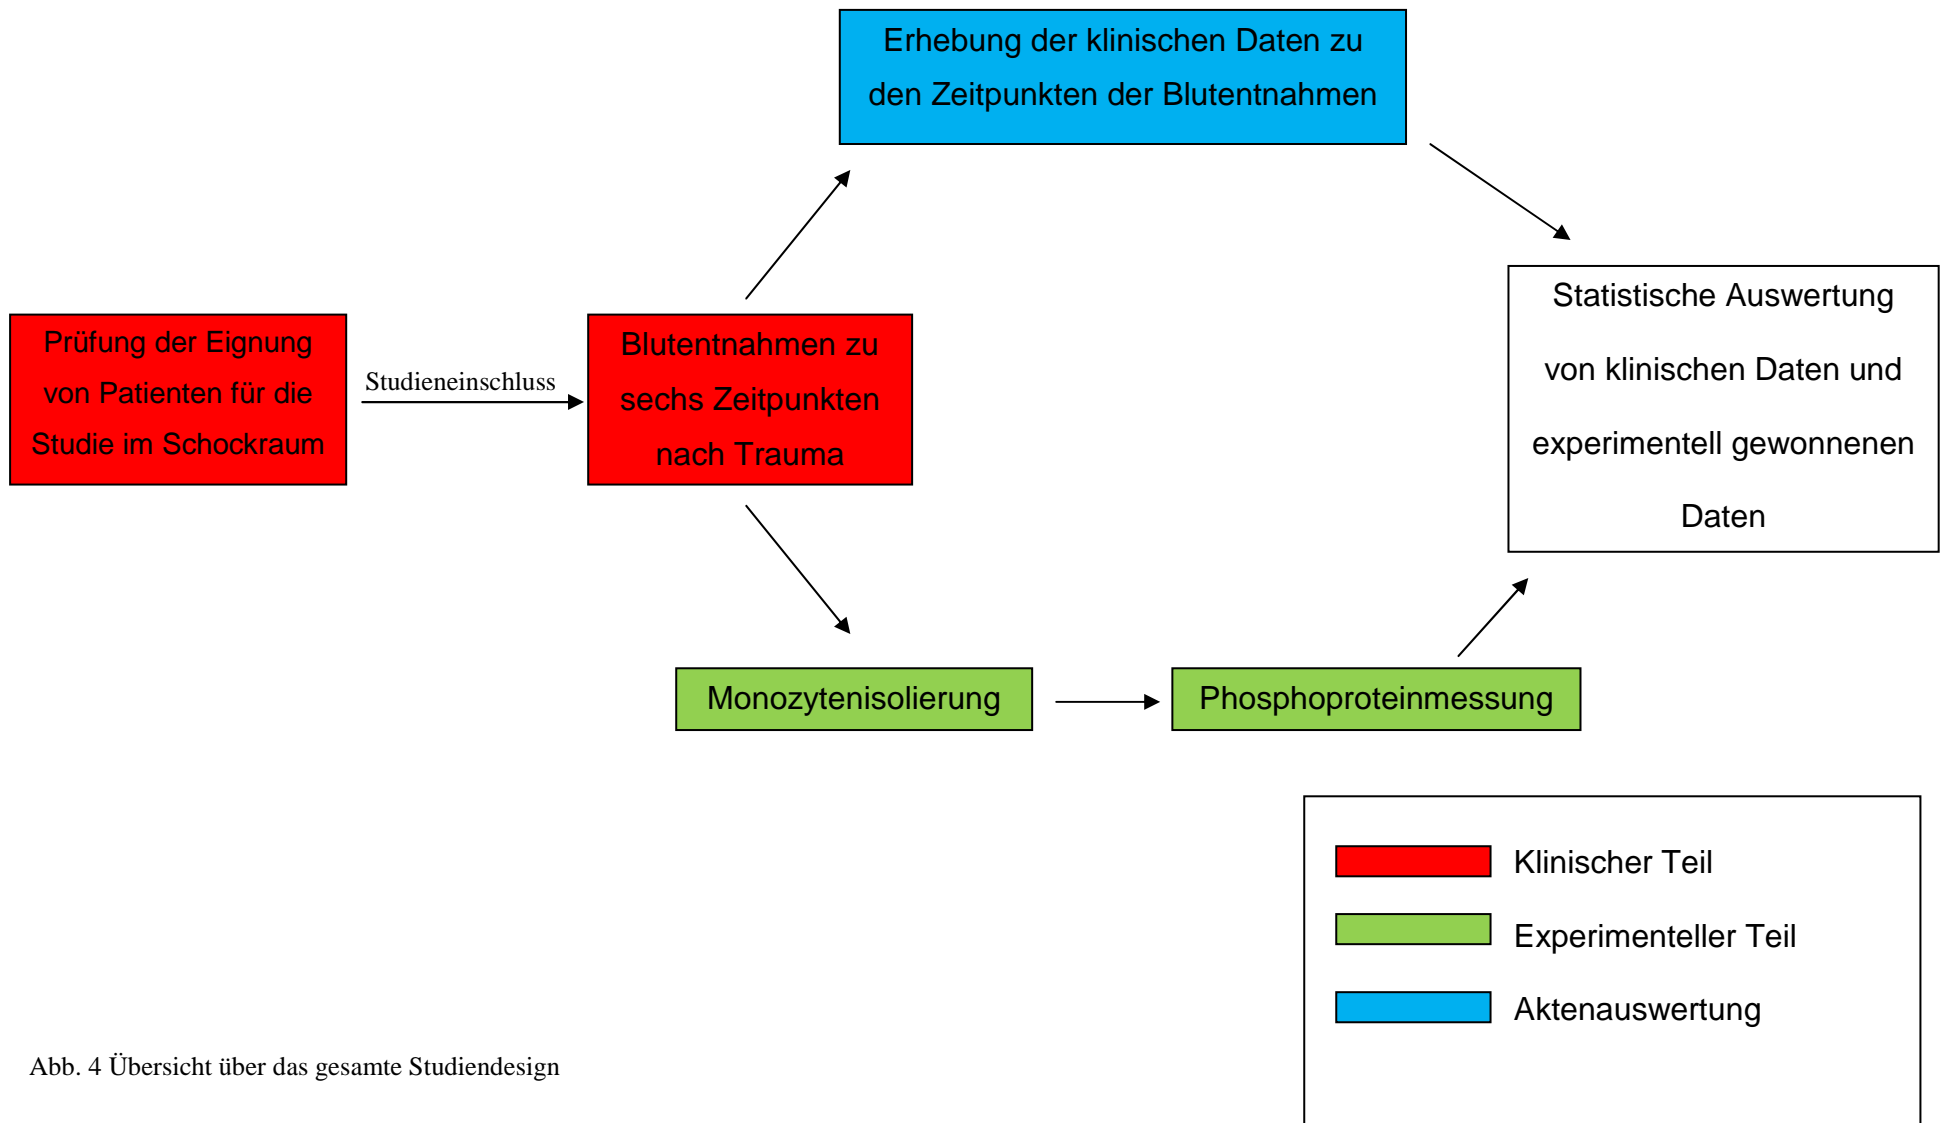 Erhebung der klinischen Daten zu
den Zeitpunkten der Blutentnahmen
Prüfung der Eignung
von Patienten für die
Studie im Schockraum
Studieneinschluss
Blutentnahmen zu
sechs Zeitpunkten
nach Trauma
Statistische Auswertung
von klinischen Daten und
experimentell gewonnenen
Daten
Monozytenisolierung
Phosphoproteinmessung
Klinischer Teil
Experimenteller Teil
Aktenauswertung
Abb. 4 Übersicht über das gesamte Studiendesign